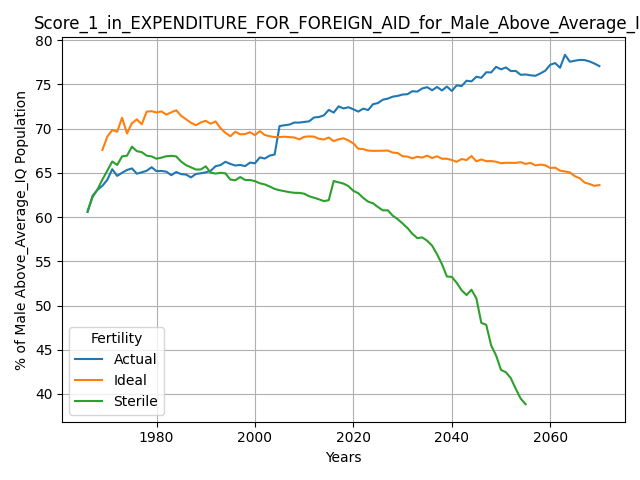 Score_1_in_EXPENDITURE_FOR_FOREIGN_AID_for_Male_Above_Average_I
% of Male Above_Average_IQ Population
80
75
70
65
60
55
50
45
40
Fertility
Actual
Ideal
Sterile
1980 2000 2020 2040 2060
Years